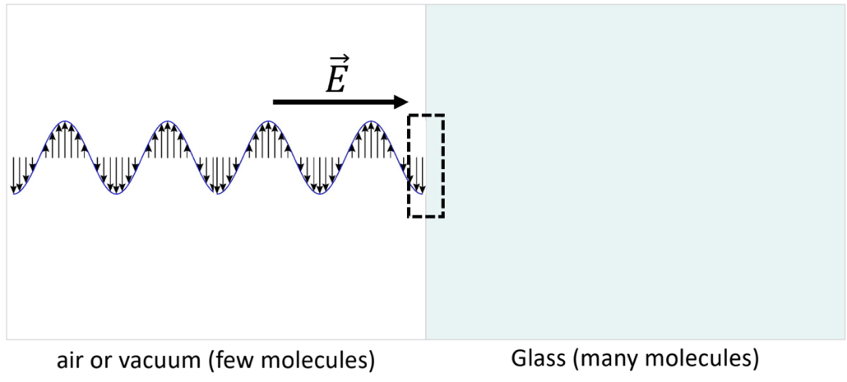 E⃗
air or vacuum (few molecules)
Glass (many molecules)